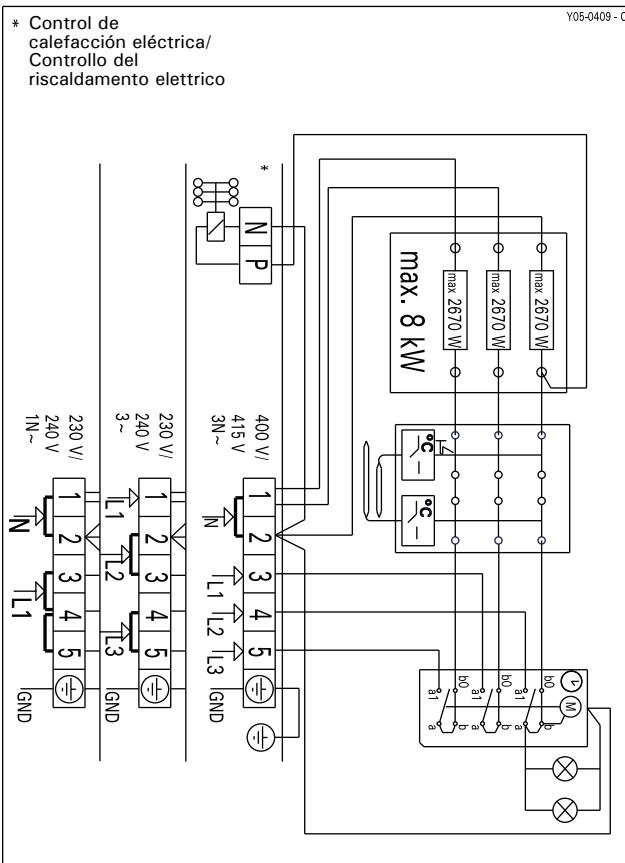 * Control de
calefacción eléctrica/
Controllo del
riscaldamento elettrico
Y05-0409 - C
*
N
P
max. 8 kW
max 2670 W
max 2670 W
max 2670 W
°C
°C
400 V/
415 V
3N~
1
2
3
4
5
N
L1
L2
L3
GND
230 V/
240 V
3~
1
2
3
4
5
L1
L2
L3
GND
230 V/
240 V
1N~
1
2
3
4
5
N
L1
GND
M
b0
a1
b0
a1
b0
a1
a
b
a
b
a
b